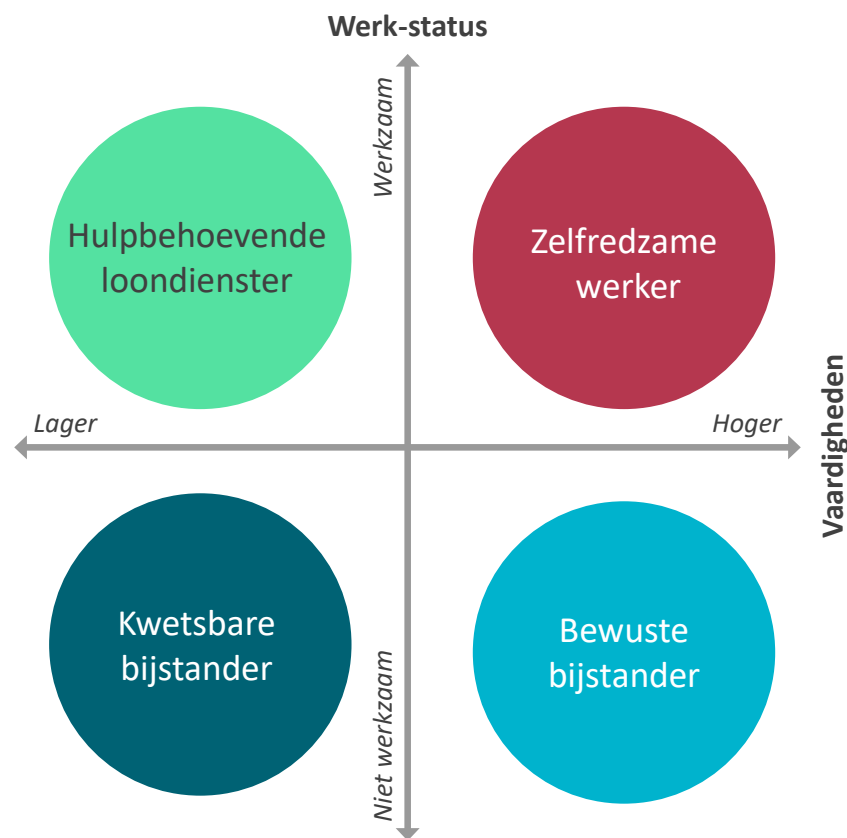 Werk-status
Werkzaam
Hulpbehoevende
loondienster
Zelfredzame
werker
Lager
Hoger
Vaardigheden
Kwetsbare
bijstander
Bewuste
bijstander
Niet werkzaam